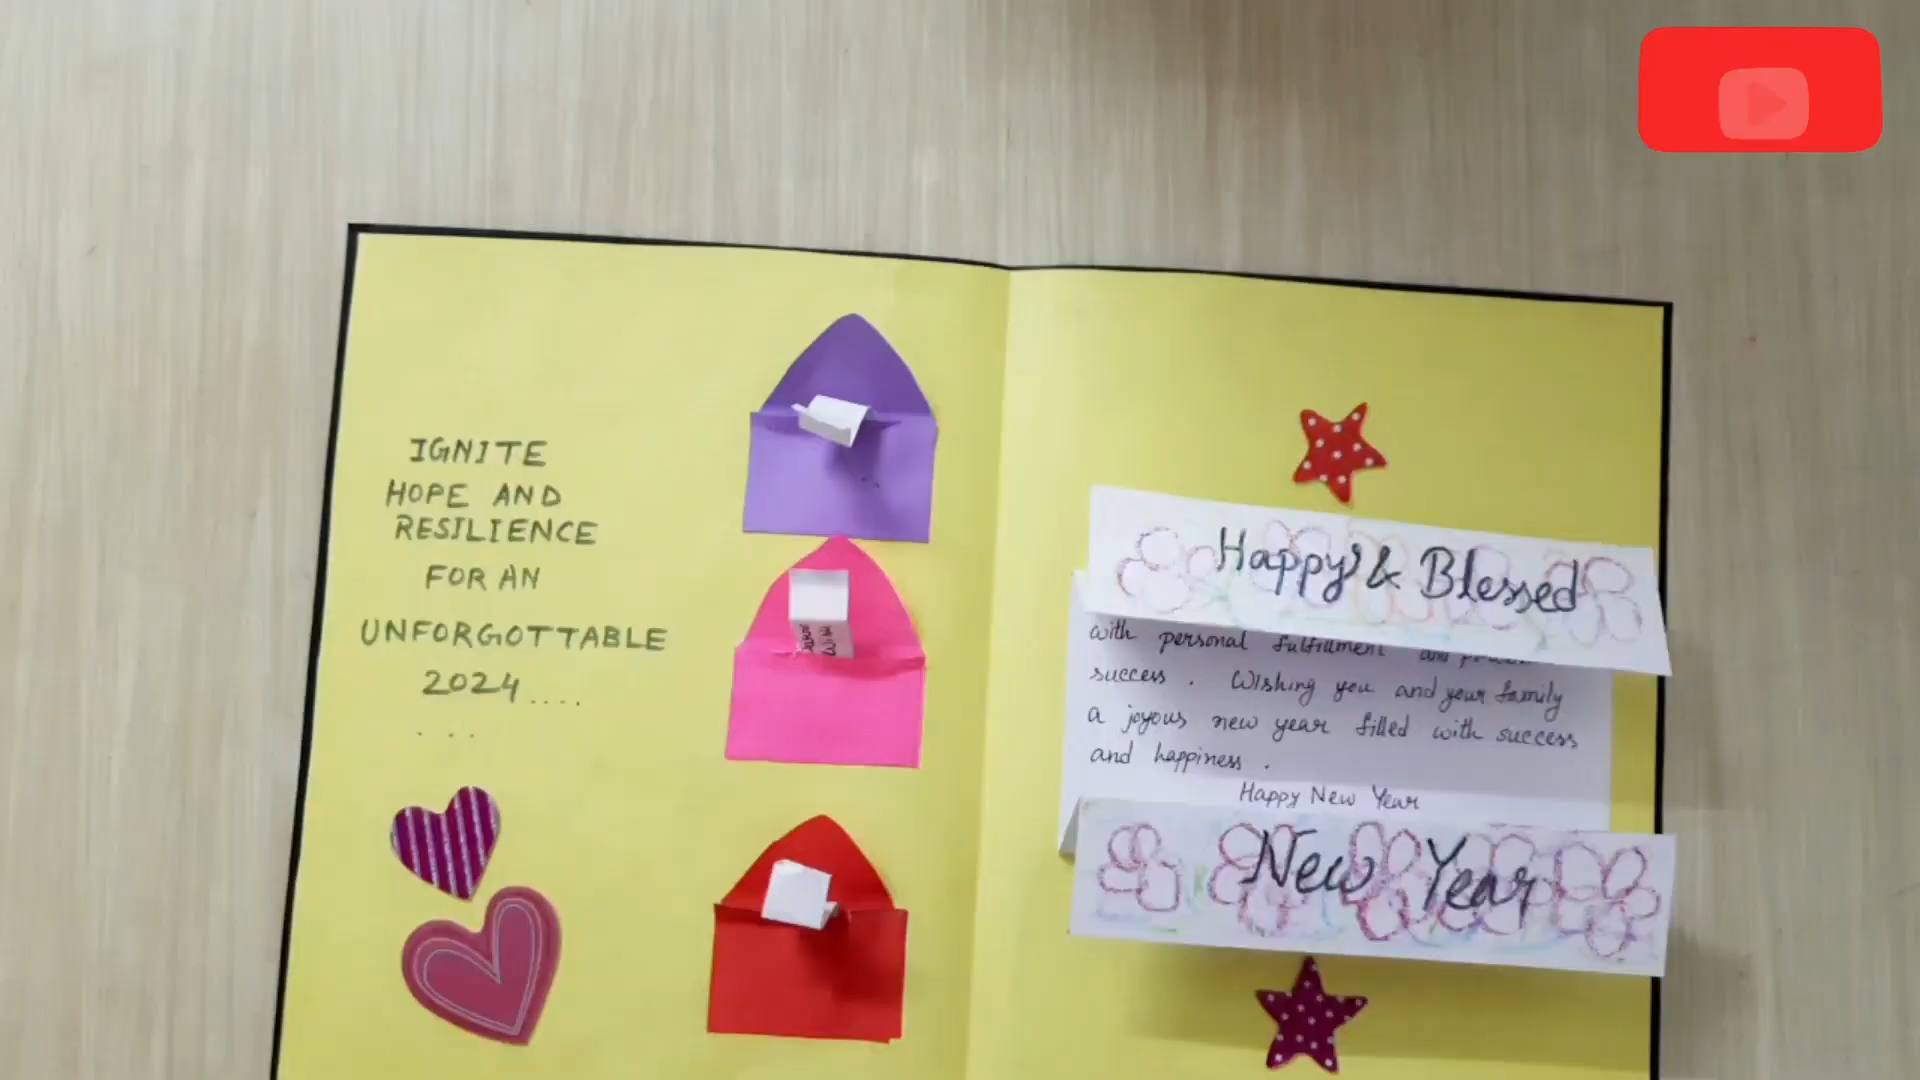 IGNITE
HOPE AND
RESILIENCE
FOR AN
UNFORGOTTABLE
2024....
...
Happy & Blessed
with personal fulfillment
success. Wishing you and your family
a joyous new year filled with success
and happiness.
Happy New Year
New Year